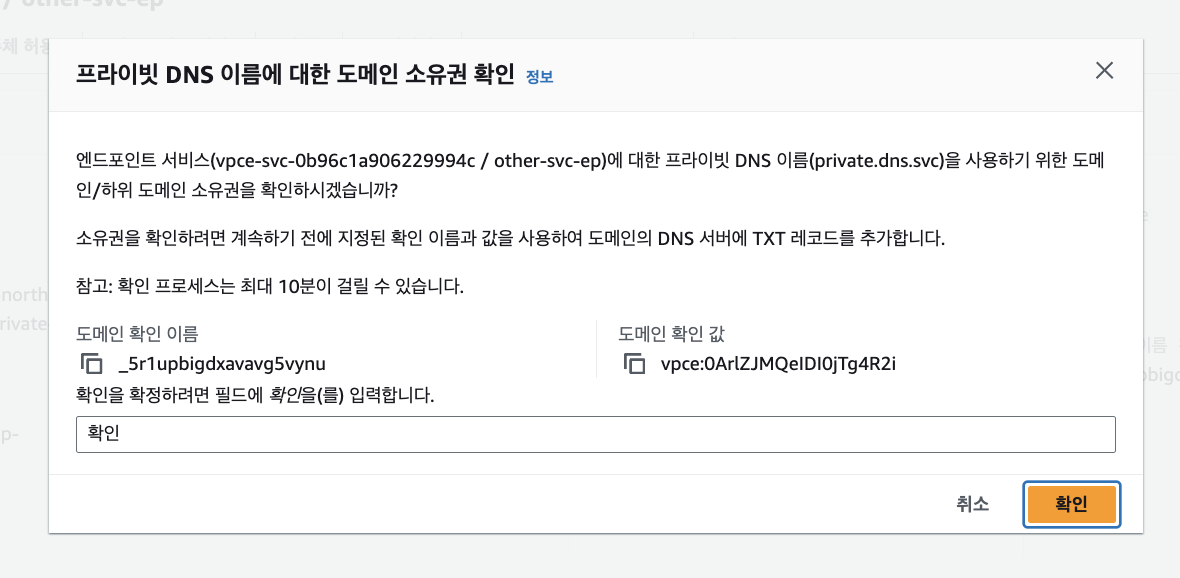 / other-svc-ep
체 허용
프라이빗 DNS 이름에 대한 도메인 소유권 확인 정보
엔드포인트 서비스(vpce-svc-0b96c1a906229994c / other-svc-ep)에 대한 프라이빗 DNS 이름(private.dns.svc)을 사용하기 위한 도메
인/하위 도메인 소유권을 확인하시겠습니까?
소유권을 확인하려면 계속하기 전에 지정된 확인 이름과 값을 사용하여 도메인의 DNS 서버에 TXT 레코드를 추가합니다.
참고: 확인 프로세스는 최대 10분이 걸릴 수 있습니다.
north
rivate
이름
bigd
도메인 확인 이름
_5r1upbigdxavavg5vynu
도메인 확인 값
vpce:0ArlZJMQeIDI0jTg4R2i
확인을 확정하려면 필드에 확인을(를) 입력합니다.
확인
p-
취소
확인